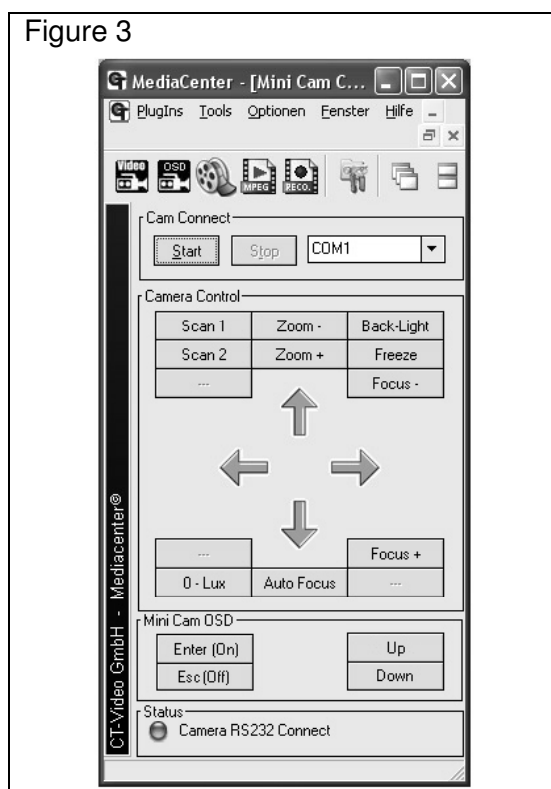 Figure 3
MediaCenter - [Mini Cam C...
PlugIns Tools Optionen Fenster Hilfe
Video OSD MPEG RECO.
Cam Connect
Start Stop COM1
Camera Control
Scan 1 Zoom - Back-Light
Scan 2 Zoom + Freeze
--- Focus -
--- Focus +
0 - Lux Auto Focus ---
Mini Cam OSD
Enter (On) Up
Esc (Off) Down
Status
Camera RS232 Connect
CT-Video GmbH - Mediacenter®